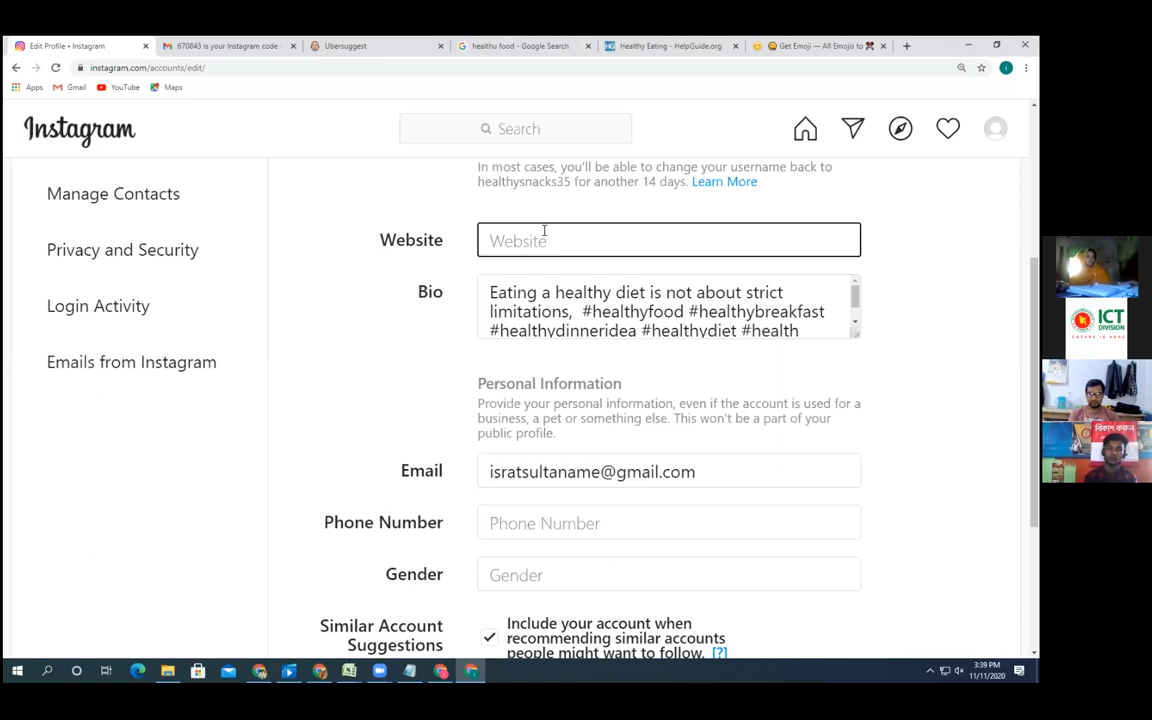 Edit Profile • Instagram
670843 is your Instagram code -
Ubersuggest
healthu food - Google Search
Healthy Eating - HelpGuide.org
Get Emoji — All Emojis to
instagram.com/accounts/edit/
Apps
Gmail
YouTube
Maps
Instagram
Search
In most cases, you'll be able to change your username back to
healthysnacks35 for another 14 days. Learn More
Manage Contacts
Privacy and Security
Login Activity
Emails from Instagram
Website
Website
Bio
Eating a healthy diet is not about strict
limitations, #healthyfood #healthybreakfast
#healthydinneridea #healthydiet #health
Personal Information
Provide your personal information, even if the account is used for a
business, a pet or something else. This won't be a part of your
public profile.
Email
isratsultaname@gmail.com
Phone Number
Phone Number
Gender
Gender
Similar Account
Suggestions
Include your account when
recommending similar accounts
people might want to follow. [?]
ICT
DIVISION
FUTURE IS HERE
বিকাশ করুন
3:39 PM
11/11/2020